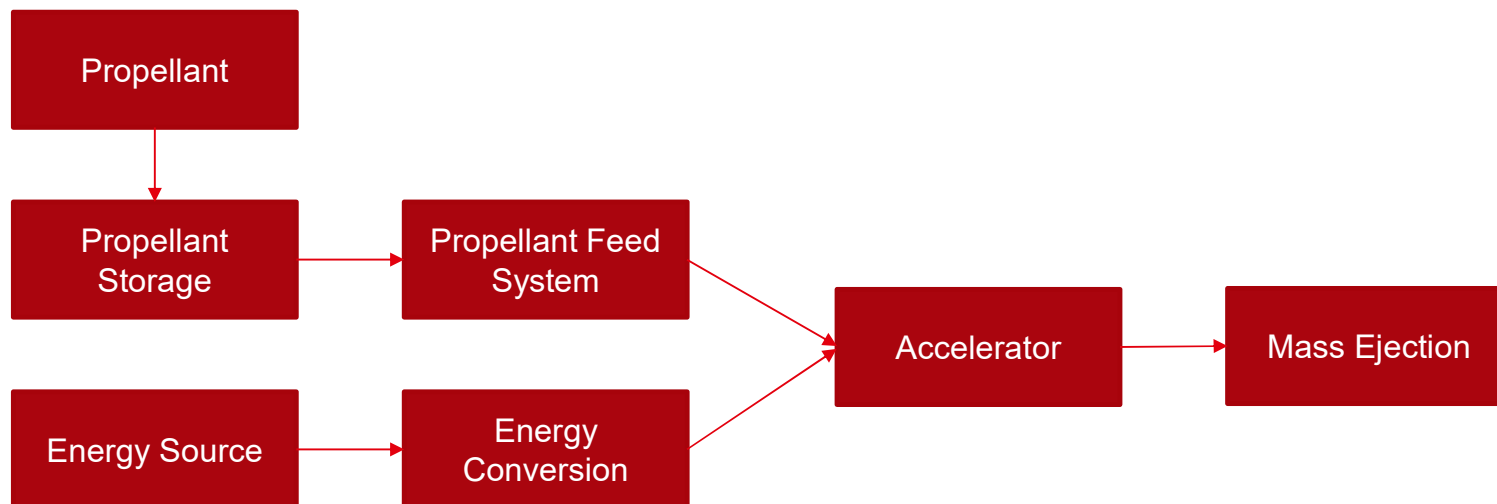 Propellant
Propellant
Storage
Propellant Feed
System
Accelerator
Mass Ejection
Energy Source
Energy
Conversion